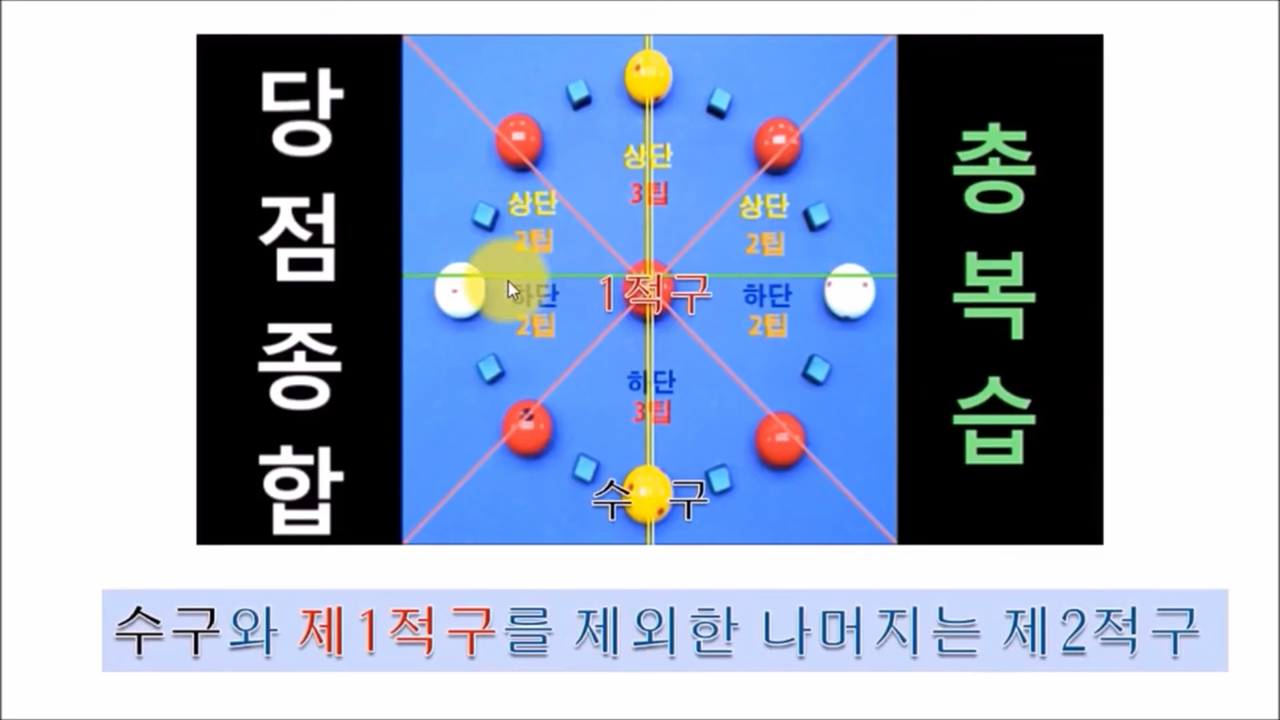 당점종합
총복습
상단
3팁
상단
2팁
상단
2팁
1적구
하단
2팁
하단
2팁
하단
3팁
수구
수구와 제1적구를 제외한 나머지는 제2적구